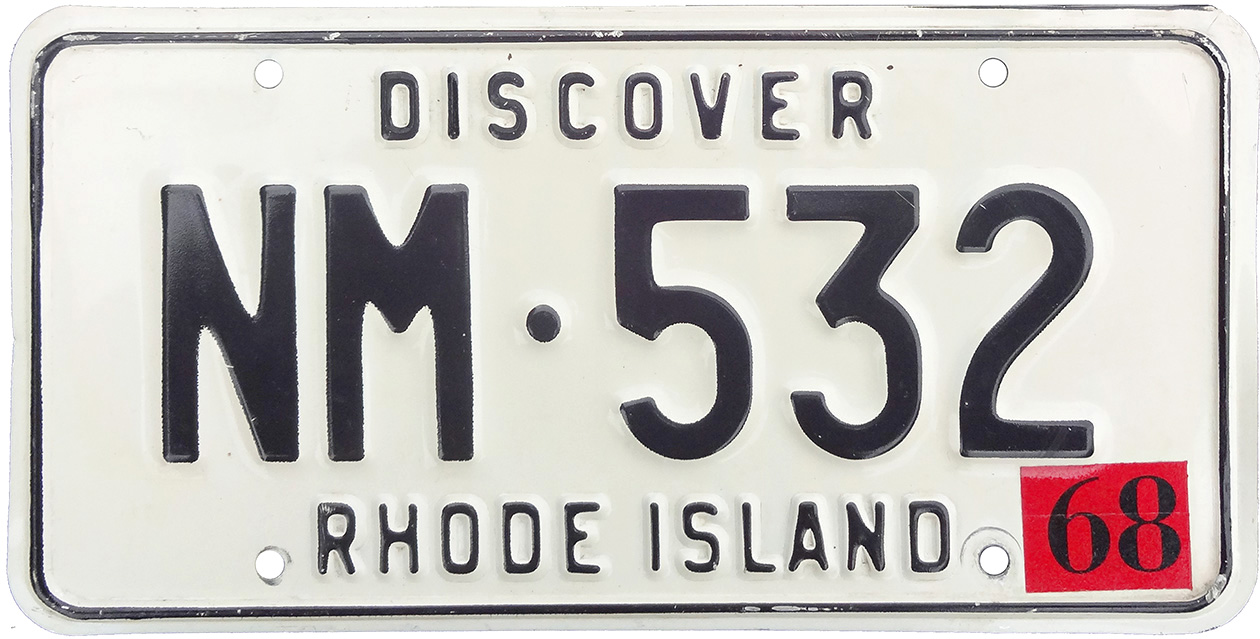 DISCOVER
NM·532
RHODE ISLAND
68